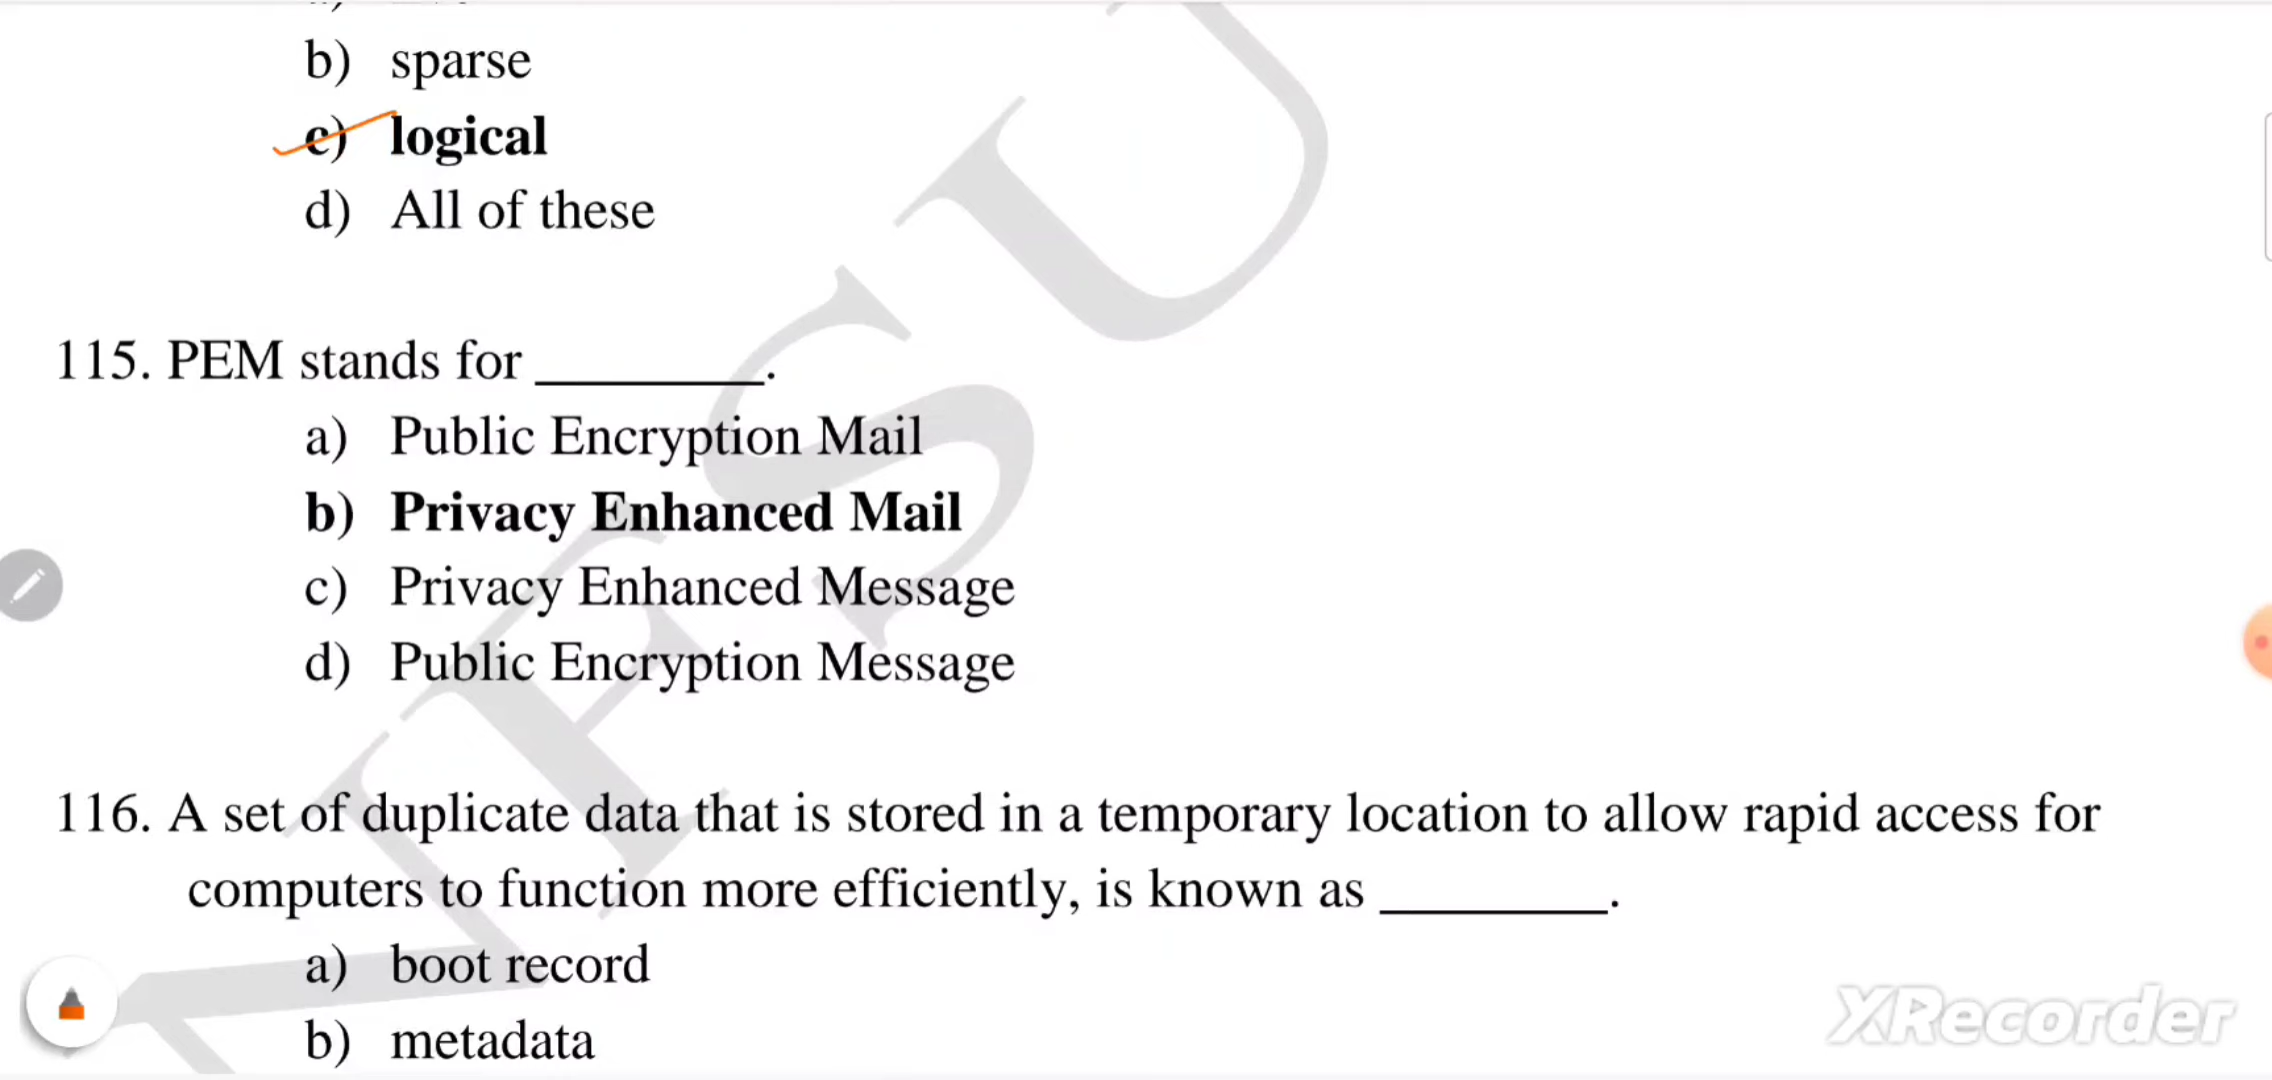 b) sparse
c) logical
d) All of these
115. PEM stands for ________.
a) Public Encryption Mail
b) Privacy Enhanced Mail
c) Privacy Enhanced Message
d) Public Encryption Message
116. A set of duplicate data that is stored in a temporary location to allow rapid access for
computers to function more efficiently, is known as ________.
a) boot record
b) metadata
XRecorder